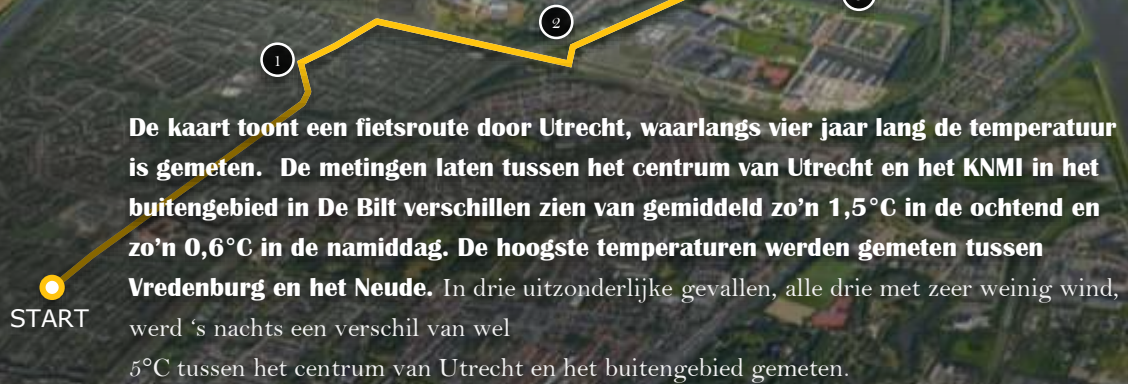 2
1
De kaart toont een fietsroute door Utrecht, waarlangs vier jaar lang de temperatuur
is gemeten.  De metingen laten tussen het centrum van Utrecht en het KNMI in het
buitengebied in De Bilt verschillen zien van gemiddeld zo’n 1,5°C in de ochtend en
zo’n 0,6°C in de namiddag. De hoogste temperaturen werden gemeten tussen
Vredenburg en het Neude. In drie uitzonderlijke gevallen, alle drie met zeer weinig wind,
START
werd ‘s nachts een verschil van wel
5°C tussen het centrum van Utrecht en het buitengebied gemeten.